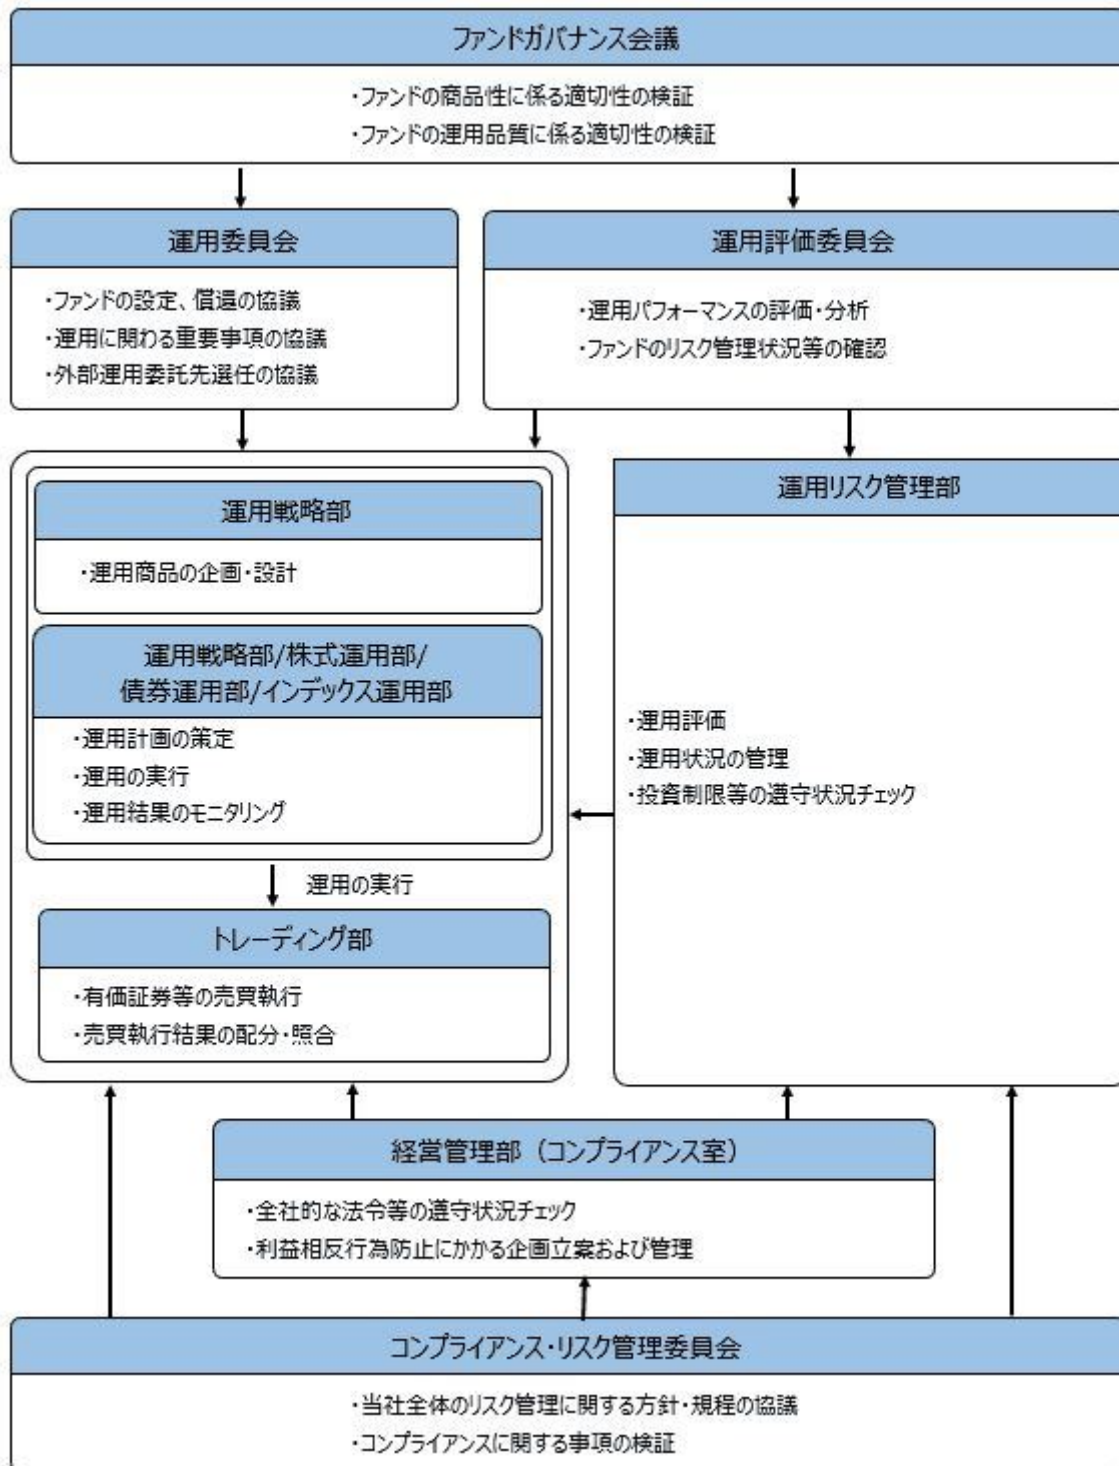 ファンドガバナンス会議
・ファンドの商品性に係る適切性の検証
・ファンドの運用品質に係る適切性の検証
運用委員会
・ファンドの設定、償還の協議
・運用に関わる重要事項の協議
・外部運用委託先選任の協議
運用評価委員会
・運用パフォーマンスの評価・分析
・ファンドのリスク管理状況等の確認
運用戦略部
・運用商品の企画・設計
運用戦略部/株式運用部/
債券運用部/インデックス運用部
・運用計画の策定
・運用の実行
・運用結果のモニタリング
運用の実行
トレーディング部
・有価証券等の売買執行
・売買執行結果の配分・照合
運用リスク管理部
・運用評価
・運用状況の管理
・投資制限等の遵守状況チェック
経営管理部（コンプライアンス室）
・全社的な法令等の遵守状況チェック
・利益相反行為防止にかかる企画立案および管理
コンプライアンス・リスク管理委員会
・当社全体のリスク管理に関する方針・規程の協議
・コンプライアンスに関する事項の検証